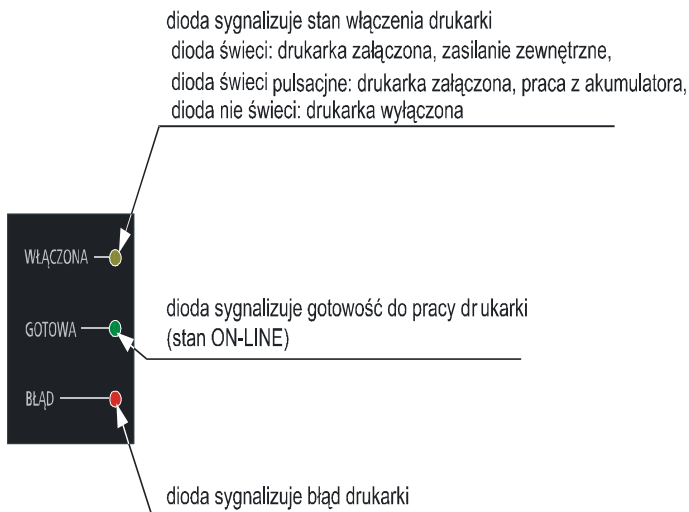 dioda sygnalizuje stan włączenia drukarki
dioda świeci: drukarka załączona, zasilanie zewnętrzne,
dioda świeci pulsacjne: drukarka załączona, praca z akumulatora,
dioda nie świeci: drukarka wyłączona
WŁĄCZONA
dioda sygnalizuje gotowość do pracy drukarki
(stan ON-LINE)
GOTOWA
BŁĄD
dioda sygnalizuje błąd drukarki